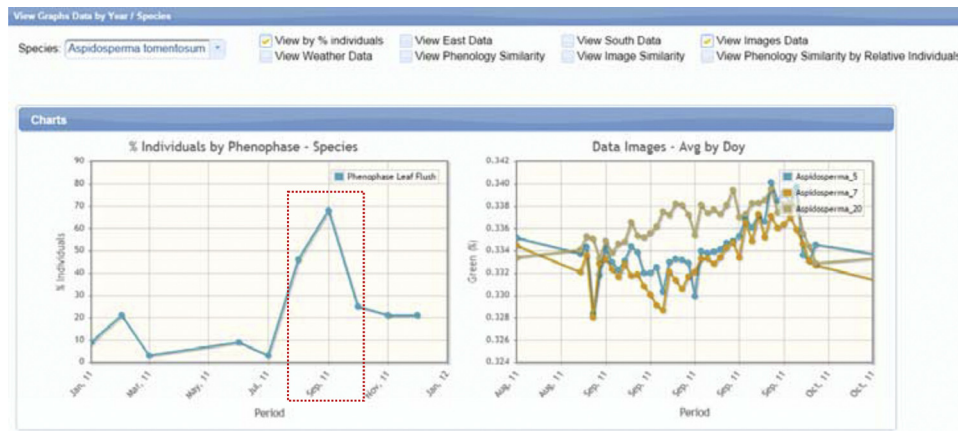 View Graphs Data by Year / Species
Species: Aspidosperma tomentosum
View by % individuals View East Data View South Data View Images Data
View Weather Data View Phenology Similarity View Image Similarity View Phenology Similarity by Relative Individuals
Charts
% Individuals by Phenophase - Species
90
80
70
60
50
40
30
20
10
0
% Individuals
Phenophase Leaf Flush
Jan, 11 Mar, 11 May, 11 Jul, 11 Sep, 11 Nov, 11 Jan, 12
Period
Data Images - Avg by Doy
0.342
0.340
0.338
0.336
0.334
0.332
0.330
0.328
0.326
0.324
Green (%)
Aspidosperma_5
Aspidosperma_7
Aspidosperma_20
Aug, 11 Aug, 11 Sep, 11 Sep, 11 Sep, 11 Sep, 11 Sep, 11 Oct, 11 Oct, 11
Period